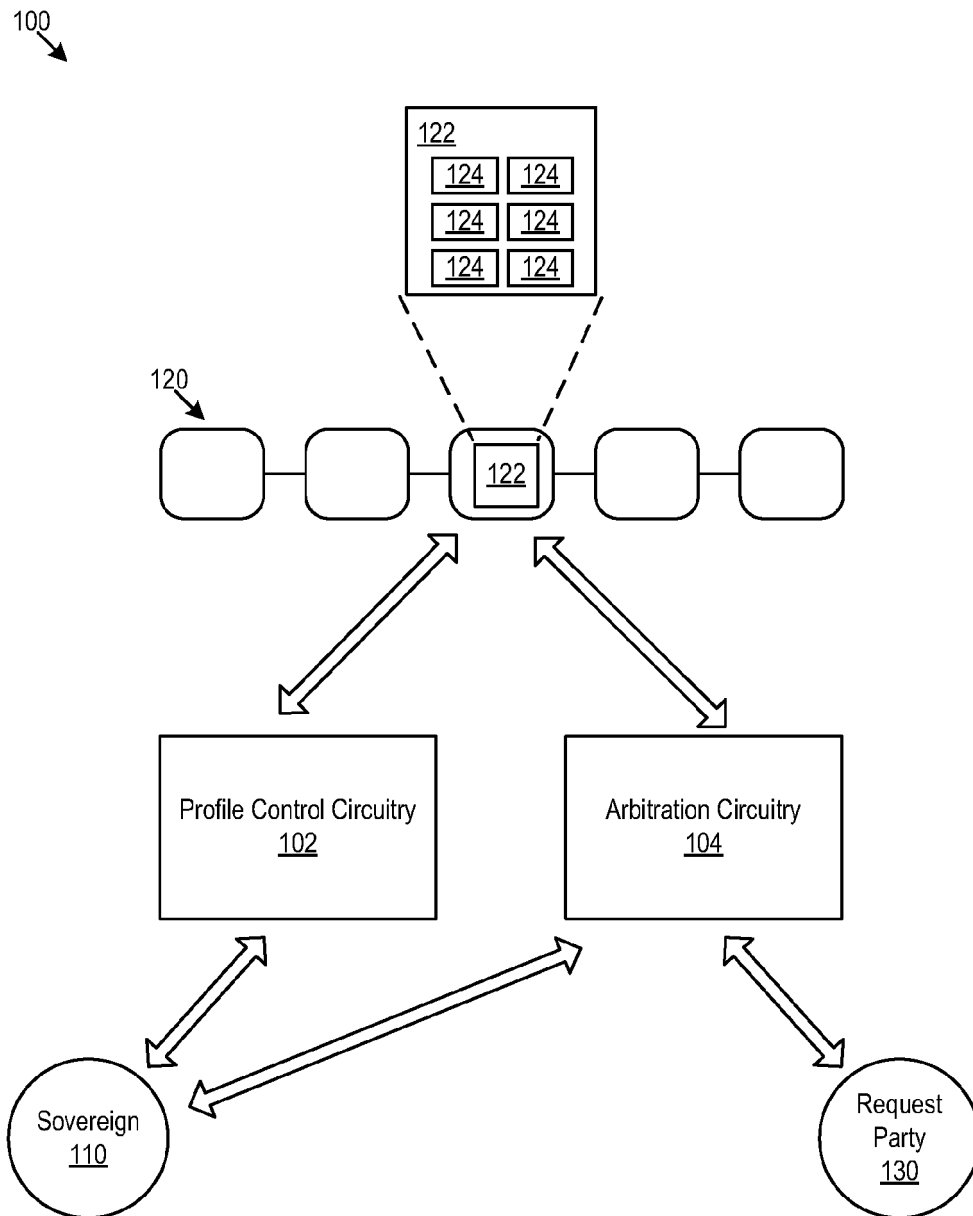 100
122
124 124
124 124
124 124
120
122
Profile Control Circuitry
102
Arbitration Circuitry
104
Sovereign
110
Request
Party
130